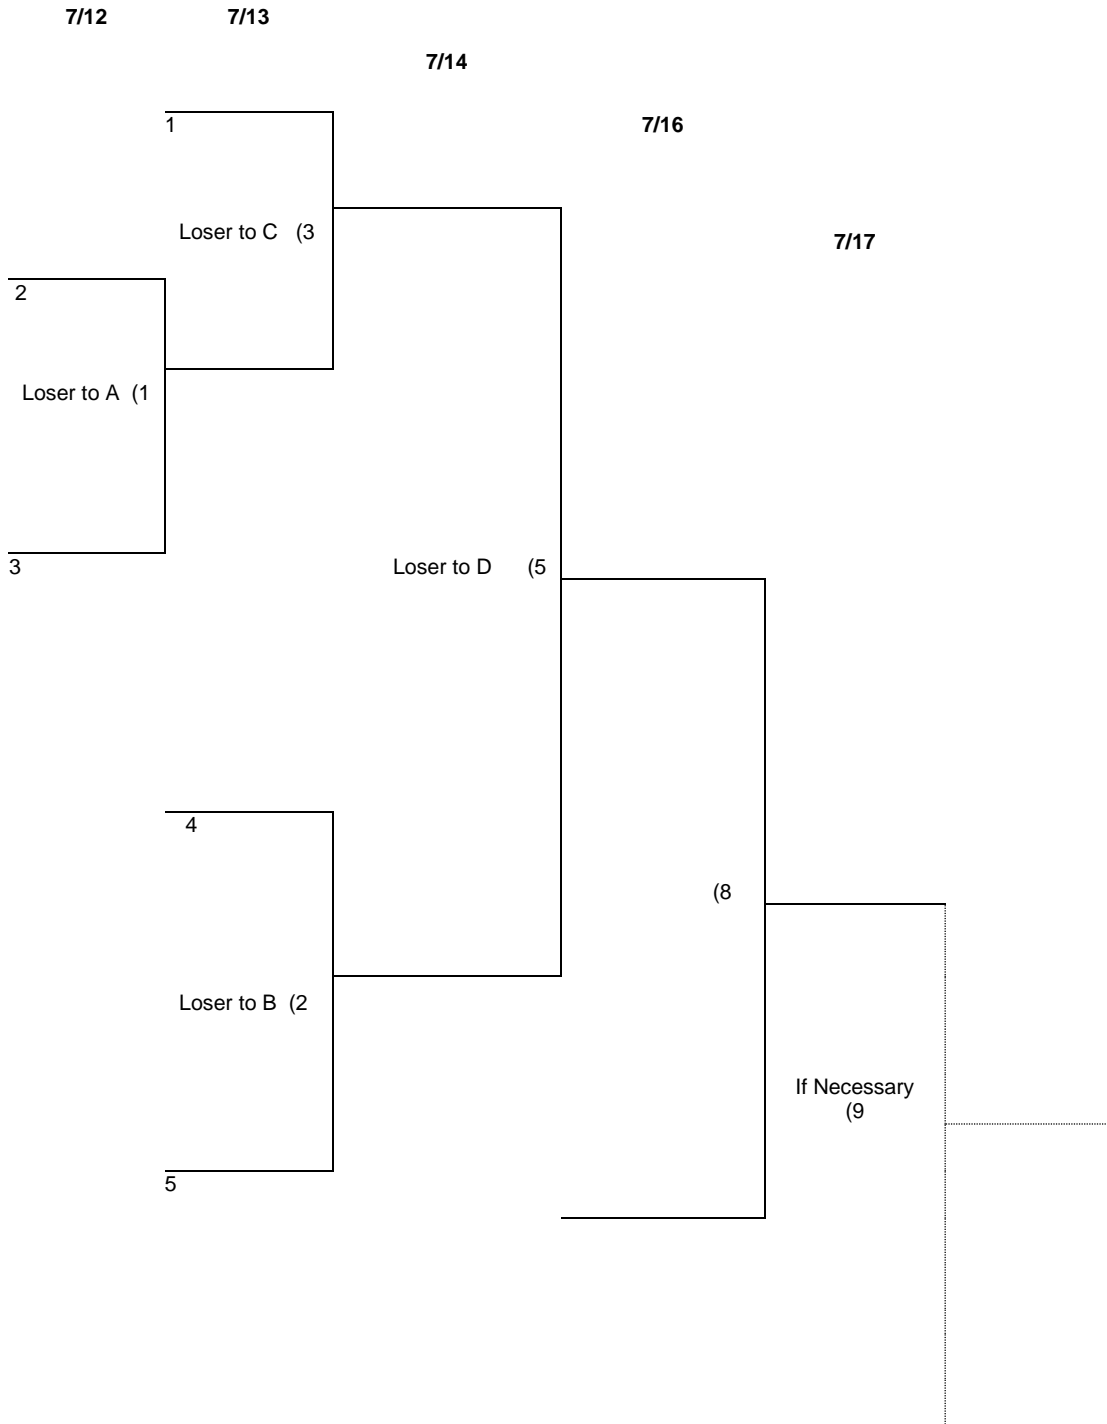 7/12 7/13
7/14
1
7/16
Loser to C (3
7/17
2
Loser to A (1
3
Loser to D (5
4
(8
Loser to B (2
If Necessary
(9
5